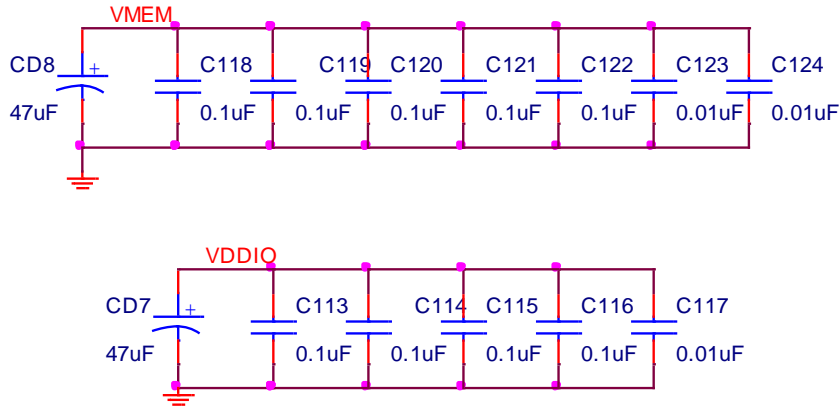 VMEM
CD8 + C118 C119 C120 C121 C122 C123 C124
47uF 0.1uF 0.1uF 0.1uF 0.1uF 0.1uF 0.01uF 0.01uF
VDDIO
CD7 + C113 C114 C115 C116 C117
47uF 0.1uF 0.1uF 0.1uF 0.1uF 0.01uF